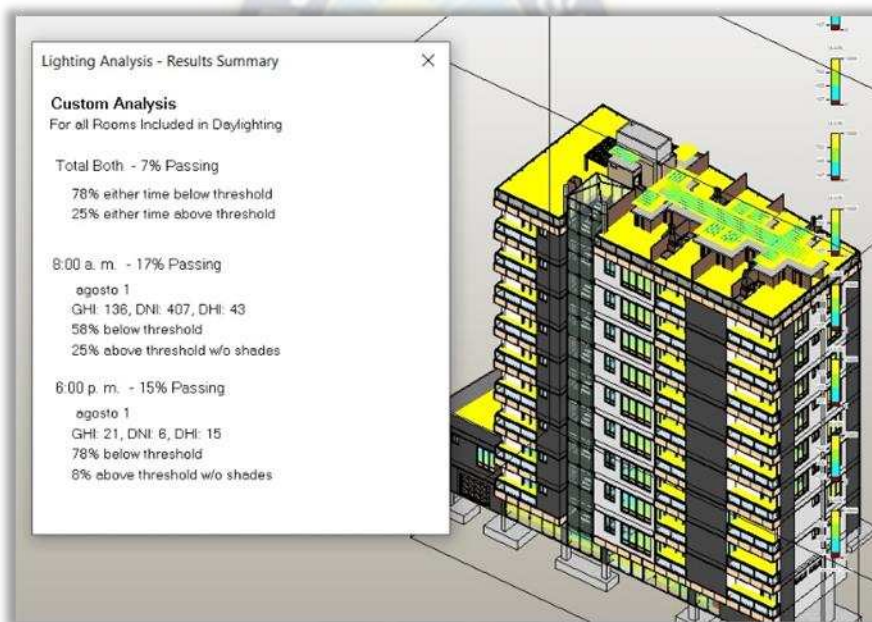 Lighting Analysis - Results Summary
Custom Analysis
For all Rooms Included in Daylighting
Total Both - 7% Passing
78% either time below threshold
25% either time above threshold
8:00 a. m. - 17% Passing
agosto 1
GHI: 136, DNI: 407, DHI: 43
58% below threshold
25% above threshold w/o shades
6:00 p. m. - 15% Passing
agosto 1
GHI: 21, DNI: 6, DHI: 15
78% below threshold
8% above threshold w/o shades